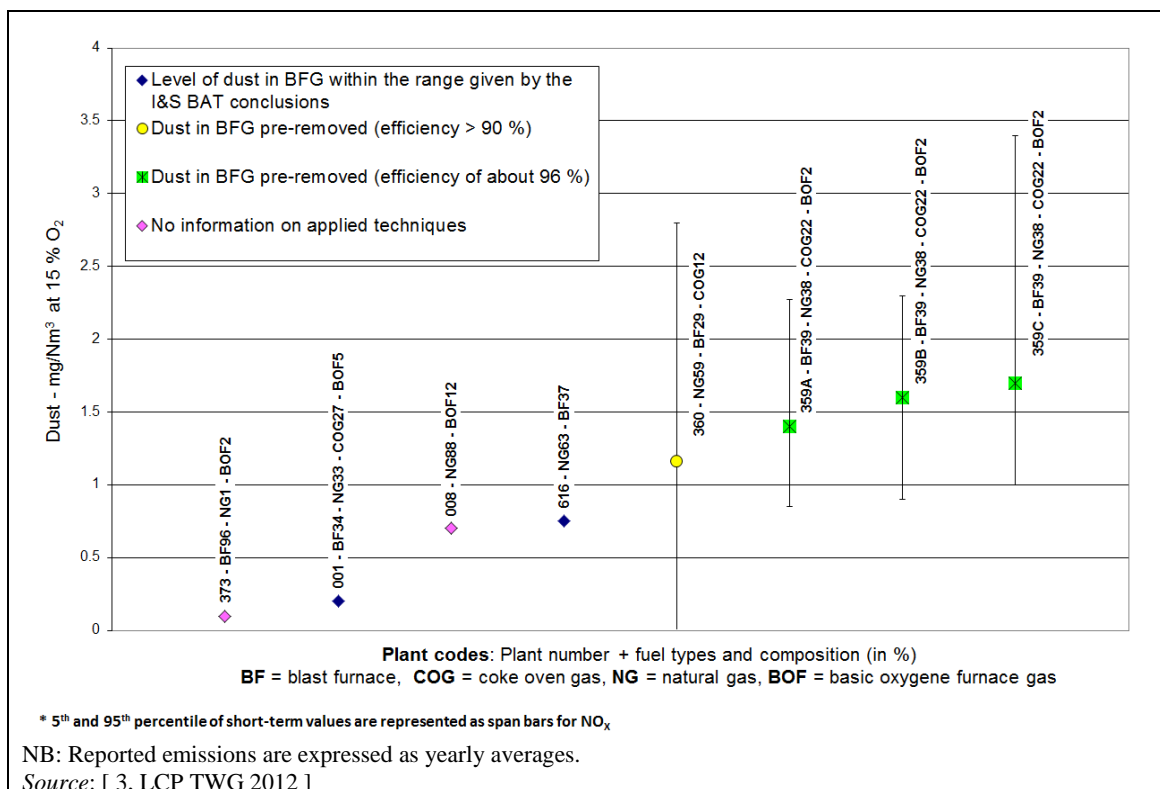 4
3.5
3
2.5
2
1.5
1
0.5
0
Dust - mg/Nm³ at 15 % O₂
Level of dust in BFG within the range given by the
I&S BAT conclusions
Dust in BFG pre-removed (efficiency > 90 %)
Dust in BFG pre-removed (efficiency of about 96 %)
No information on applied techniques
373 - BF96 - NG1 - BOF2
001 - BF34 - NG33 - COG27 - BOF5
008 - NG88 - BOF12
616 - NG63 - BF37
360 - NG59 - BF29 - COG12
359A - BF39 - NG38 - COG22 - BOF2
359B - BF39 - NG38 - COG22 - BOF2
359C - BF39 - NG38 - COG22 - BOF2
Plant codes: Plant number + fuel types and composition (in %)
BF = blast furnace, COG = coke oven gas, NG = natural gas, BOF = basic oxygene furnace gas
* 5th and 95th percentile of short-term values are represented as span bars for NOX
NB: Reported emissions are expressed as yearly averages.
Source: [ 3, LCP TWG 2012 ]